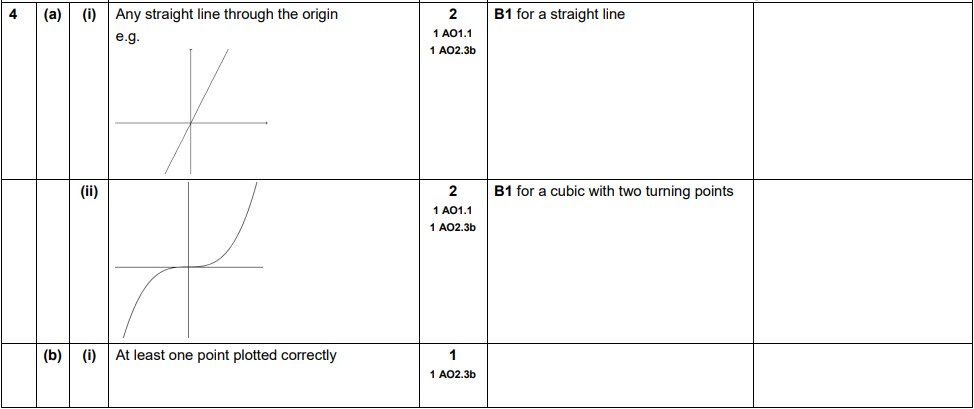 4 (a) (i) Any straight line through the origin 2 B1 for a straight line
e.g. 1 AO1.1
1 AO2.3b
(ii) 2 B1 for a cubic with two turning points
1 AO1.1
1 AO2.3b
(b) (i) At least one point plotted correctly 1
1 AO2.3b